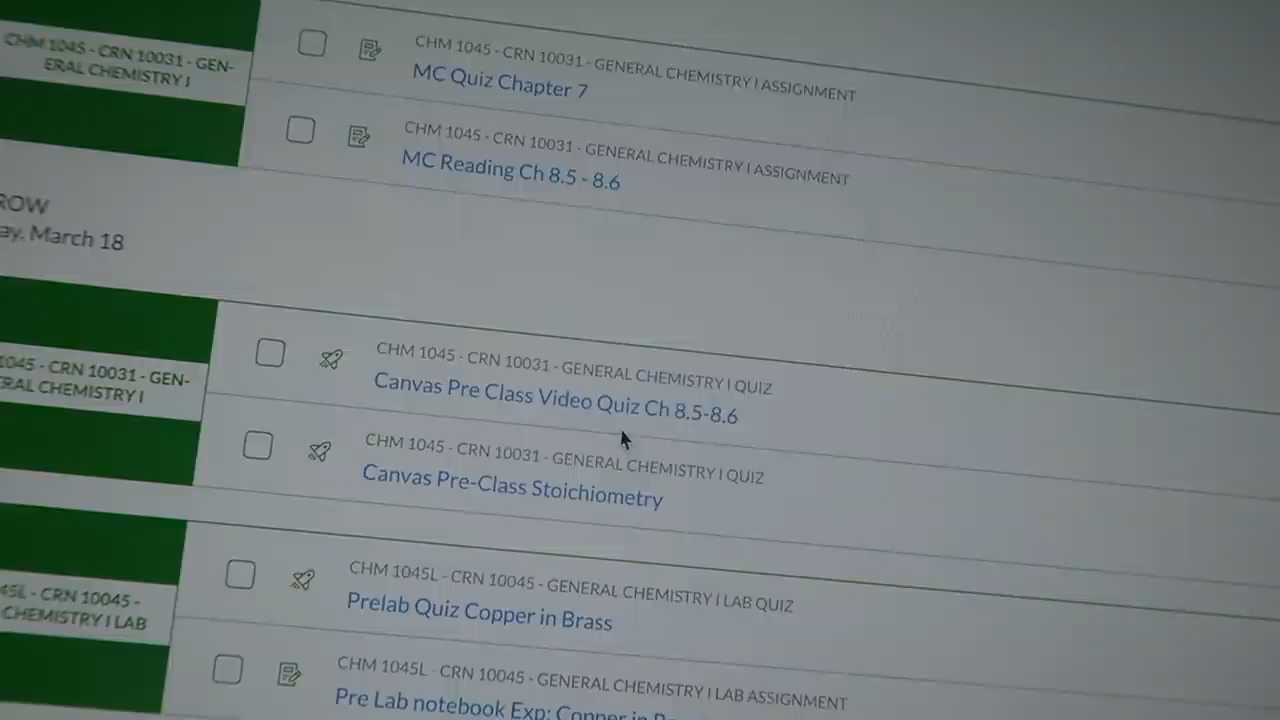 CHM 1045 - CRN 10031 - GEN-
ERAL CHEMISTRY I
CHM 1045 - CRN 10031 - GENERAL CHEMISTRY I ASSIGNMENT
MC Quiz Chapter 7
CHM 1045 - CRN 10031 - GENERAL CHEMISTRY I ASSIGNMENT
MC Reading Ch 8.5 - 8.6
ROW
ay, March 18
1045 - CRN 10031 - GEN-
ERAL CHEMISTRY I
CHM 1045 - CRN 10031 - GENERAL CHEMISTRY I QUIZ
Canvas Pre Class Video Quiz Ch 8.5-8.6
CHM 1045 - CRN 10031 - GENERAL CHEMISTRY I QUIZ
Canvas Pre-Class Stoichiometry
45L - CRN 10045 -
CHEMISTRY I LAB
CHM 1045L - CRN 10045 - GENERAL CHEMISTRY I LAB QUIZ
Prelab Quiz Copper in Brass
CHM 1045L - CRN 10045 - GENERAL CHEMISTRY I LAB ASSIGNMENT
Pre Lab notebook Exp: Copper in